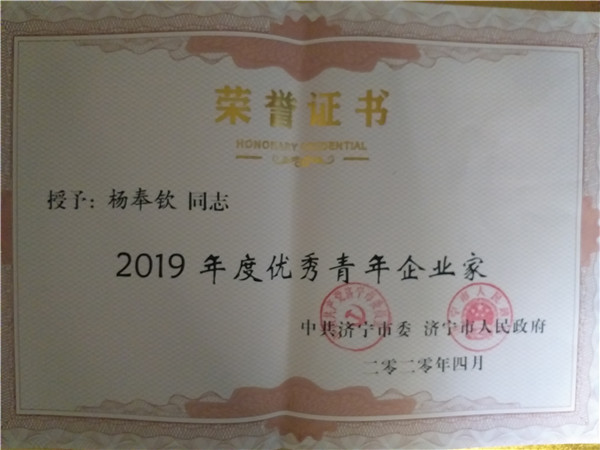 荣誉证书
HONORARY CREDENTIAL
授予：杨奉钦 同志
2019 年度优秀青年企业家
中共济宁市委 济宁市人民政府
二零二零年四月